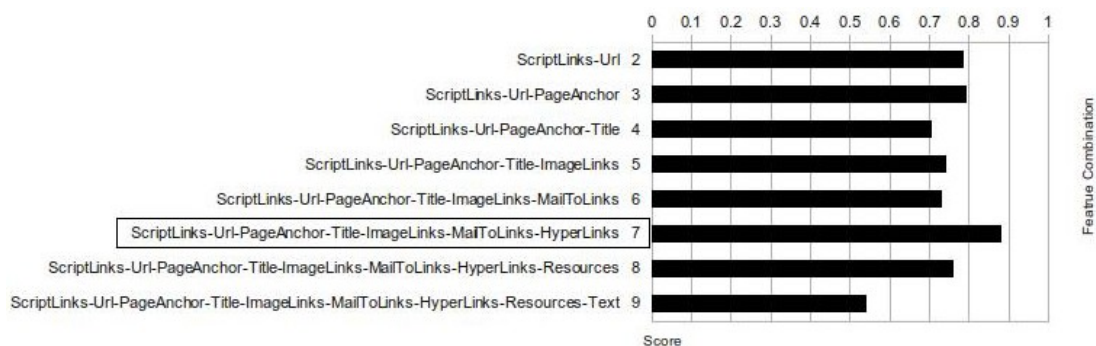 0 0.1 0.2 0.3 0.4 0.5 0.6 0.7 0.8 0.9 1
ScriptLinks-Url 2
ScriptLinks-Url-PageAnchor 3
ScriptLinks-Url-PageAnchor-Title 4
ScriptLinks-Url-PageAnchor-Title-ImageLinks 5
ScriptLinks-Url-PageAnchor-Title-ImageLinks-MailToLinks 6
ScriptLinks-Url-PageAnchor-Title-ImageLinks-MailToLinks-HyperLinks 7
ScriptLinks-Url-PageAnchor-Title-ImageLinks-MailToLinks-HyperLinks-Resources 8
ScriptLinks-Url-PageAnchor-Title-ImageLinks-MailToLinks-HyperLinks-Resources-Text 9
Score
Featrue Combination